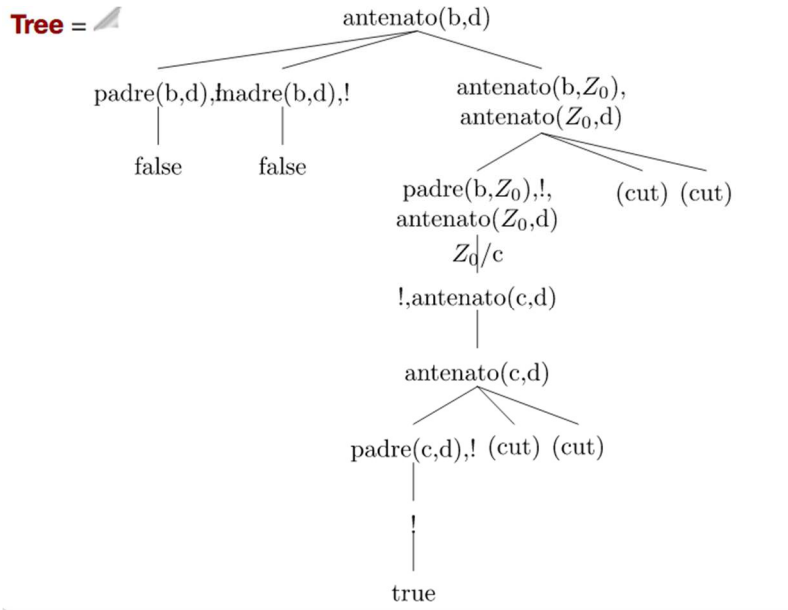 Tree =
antenato(b,d)
padre(b,d),!
madre(b,d),!
antenato(b,Z₀),
antenato(Z₀,d)
false
false
padre(b,Z₀),!,
antenato(Z₀,d)
(cut) (cut)
Z₀/c
!,antenato(c,d)
antenato(c,d)
padre(c,d),! (cut) (cut)
!
true